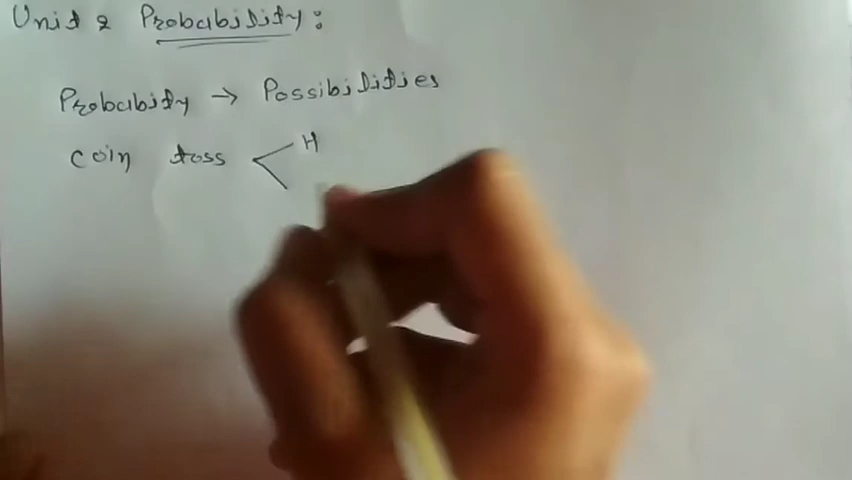 Unit 2 Probability:
Probability → Possibilities
coin toss < H